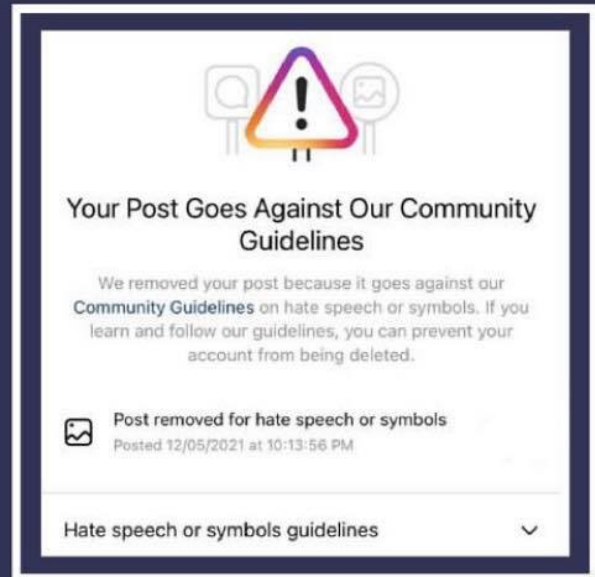 Your Post Goes Against Our Community
Guidelines
We removed your post because it goes against our
Community Guidelines on hate speech or symbols. If you
learn and follow our guidelines, you can prevent your
account from being deleted.
Post removed for hate speech or symbols
Posted 12/05/2021 at 10:13:56 PM
Hate speech or symbols guidelines